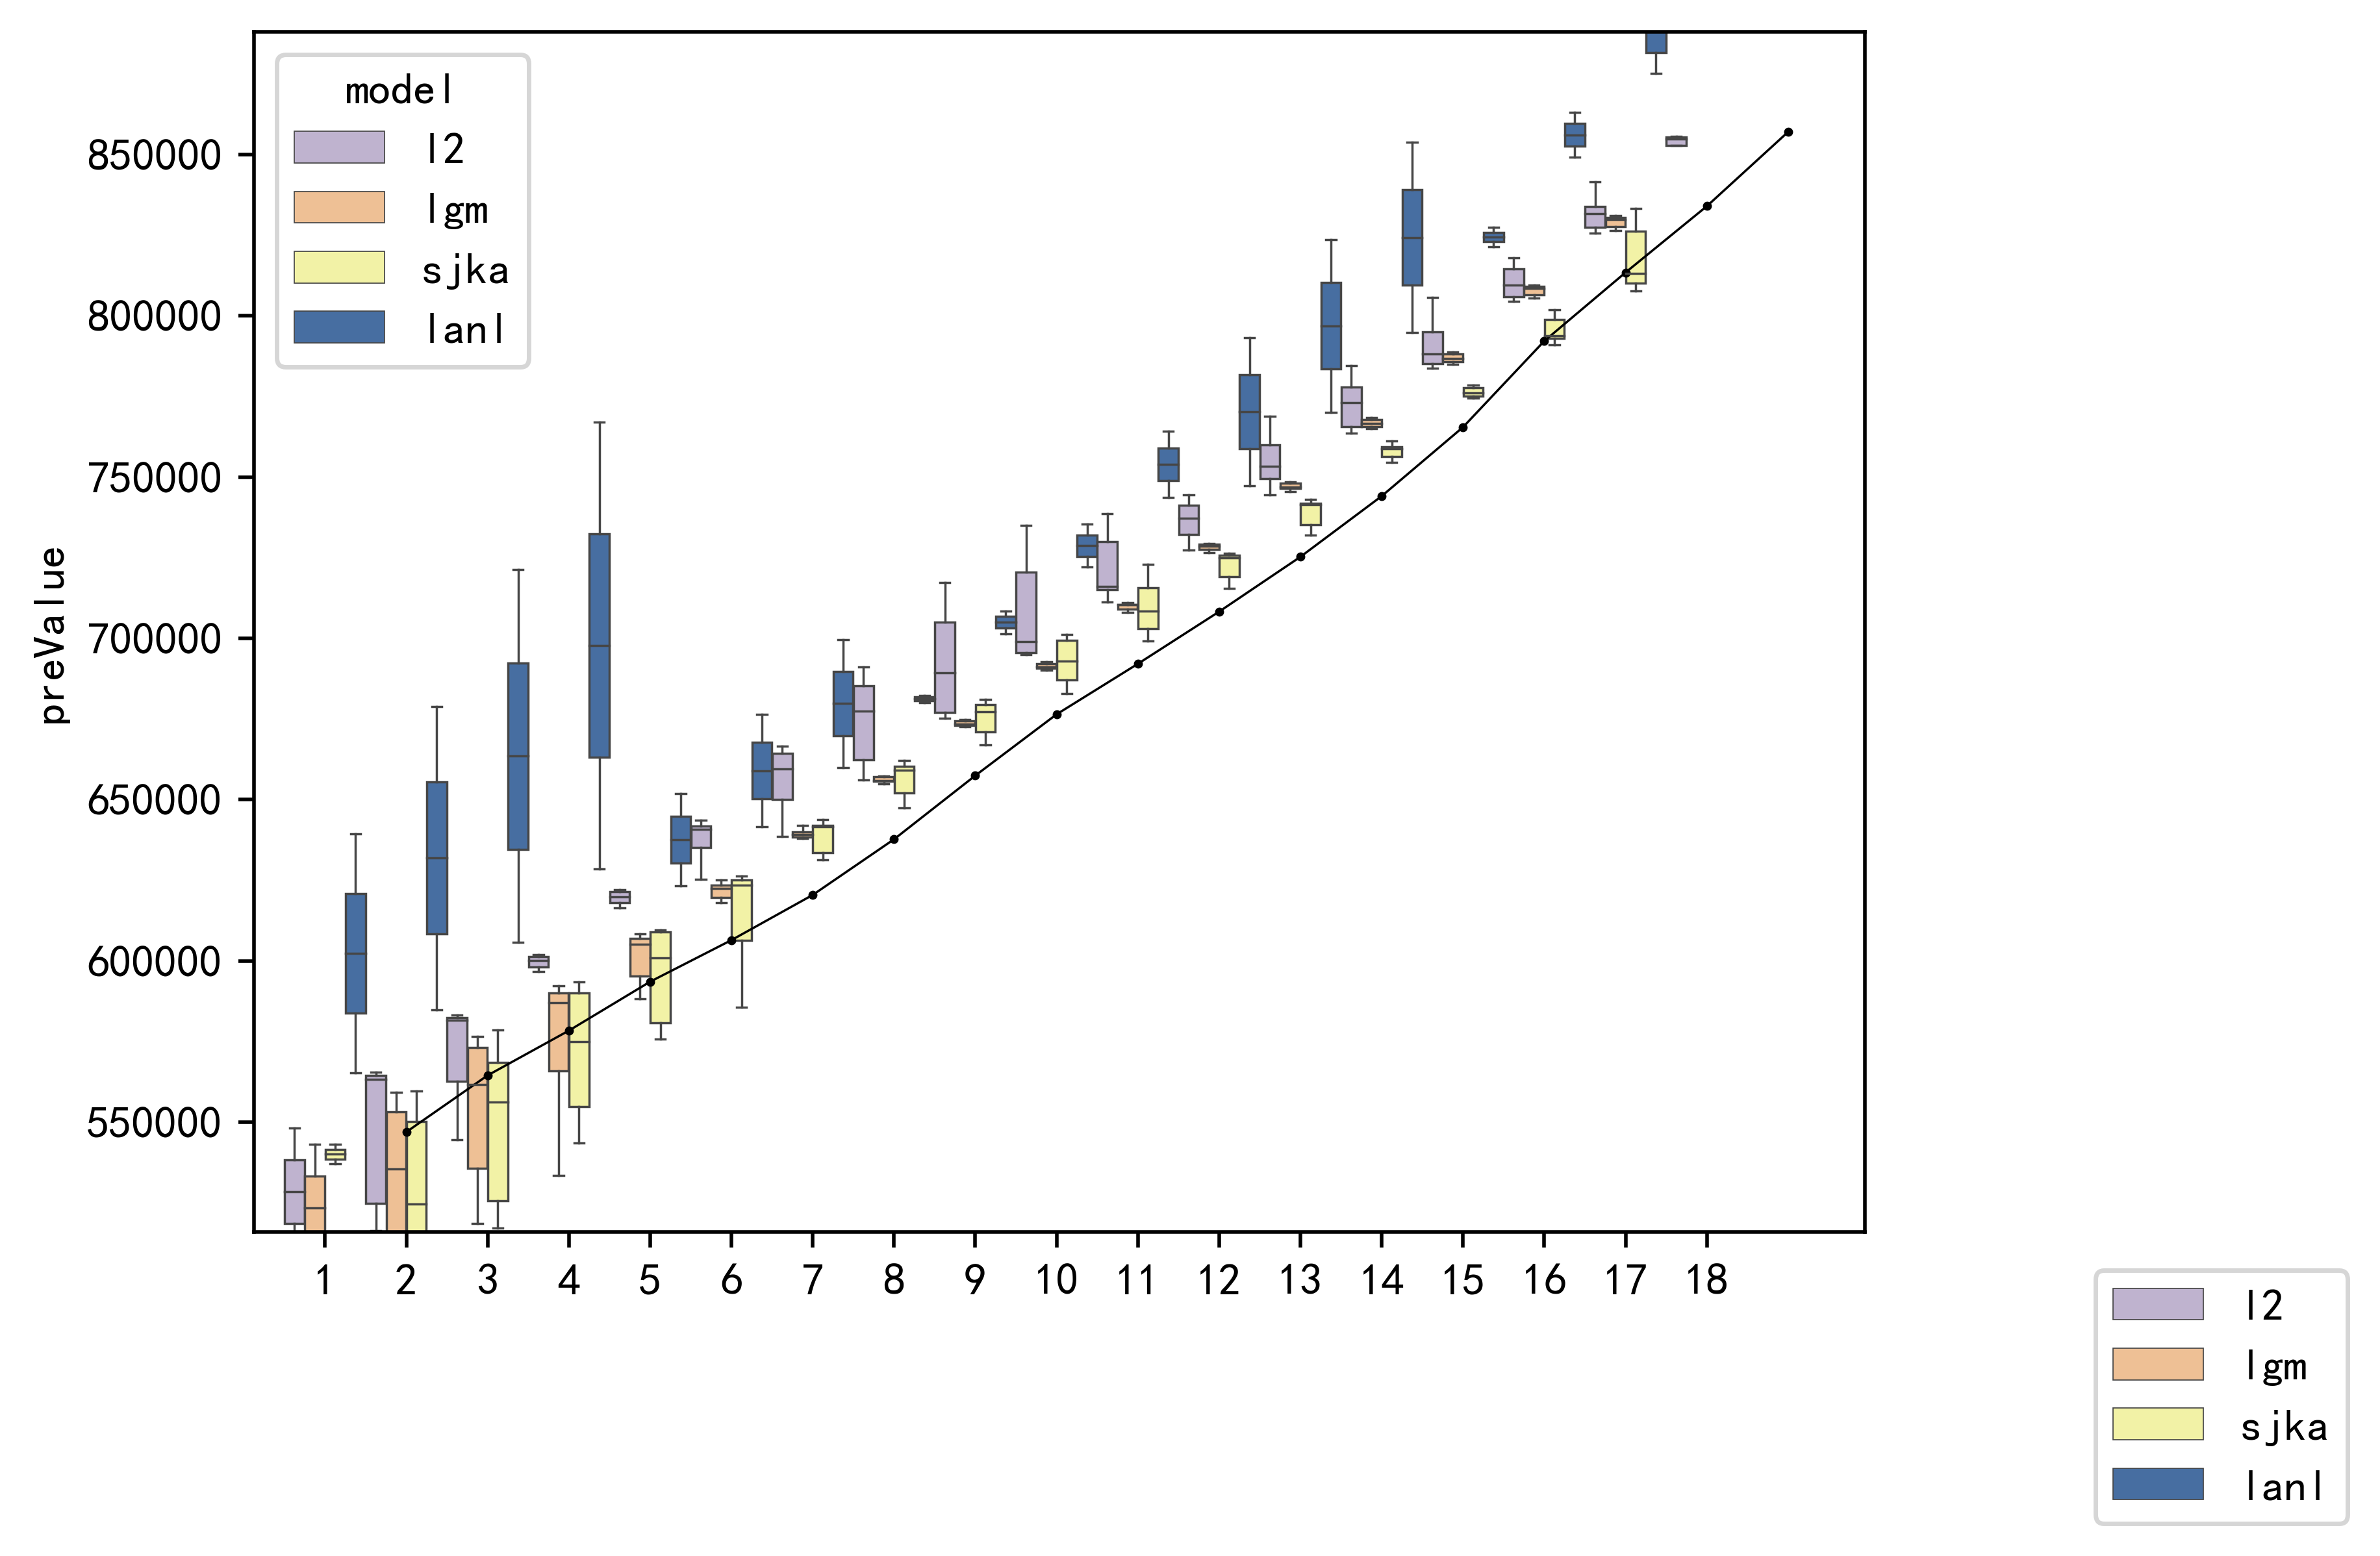 model
l2
lgm
sjka
lanl
850000
800000
750000
700000
650000
600000
550000
preValue
1 2 3 4 5 6 7 8 9 10 11 12 13 14 15 16 17 18
l2
lgm
sjka
lanl